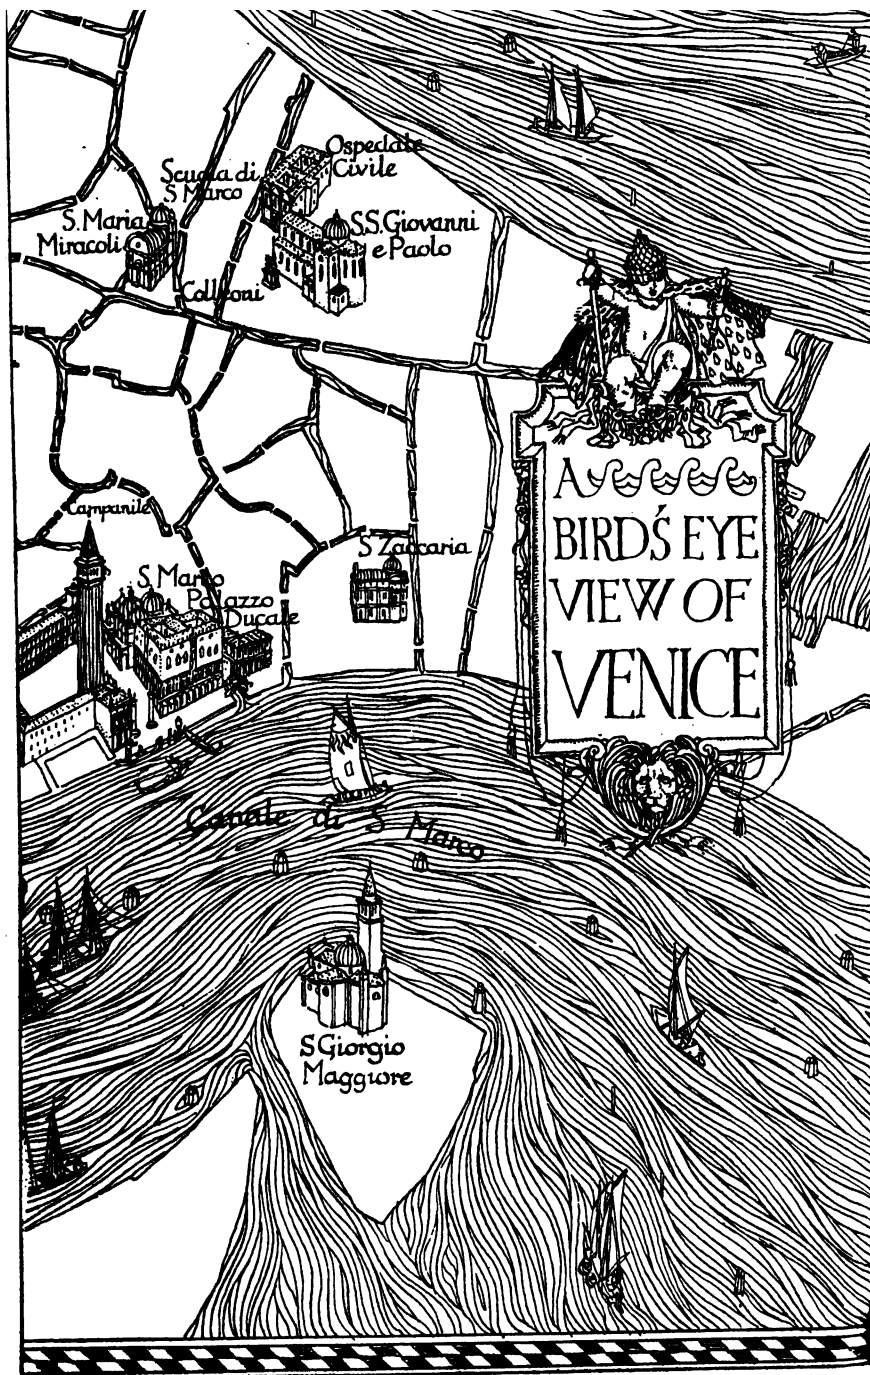 Ospedale
Civile
Scuola di
S Marco
S. Maria
Miracoli
S.S. Giovanni
e Paolo
Colleoni
A
BIRD'S EYE
VIEW OF
VENICE
Campanile
S Zaccaria
S. Marco
Palazzo
Ducale
Canale di S Marco
S Giorgio
Maggiore